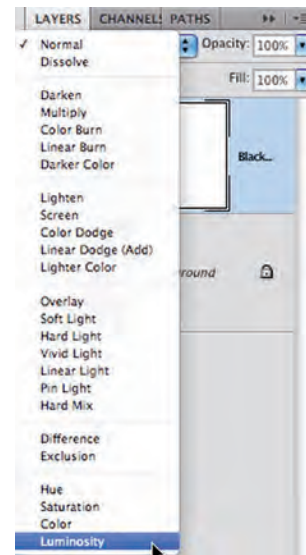 LAYERS CHANNELS PATHS
✓ Normal Opacity: 100%
Dissolve
Fill: 100%
Darken
Multiply
Color Burn
Linear Burn
Darker Color
Black...
Lighten
Screen
Color Dodge
Linear Dodge (Add)
Lighter Color
round
Overlay
Soft Light
Hard Light
Vivid Light
Linear Light
Pin Light
Hard Mix
Difference
Exclusion
Hue
Saturation
Color
Luminosity